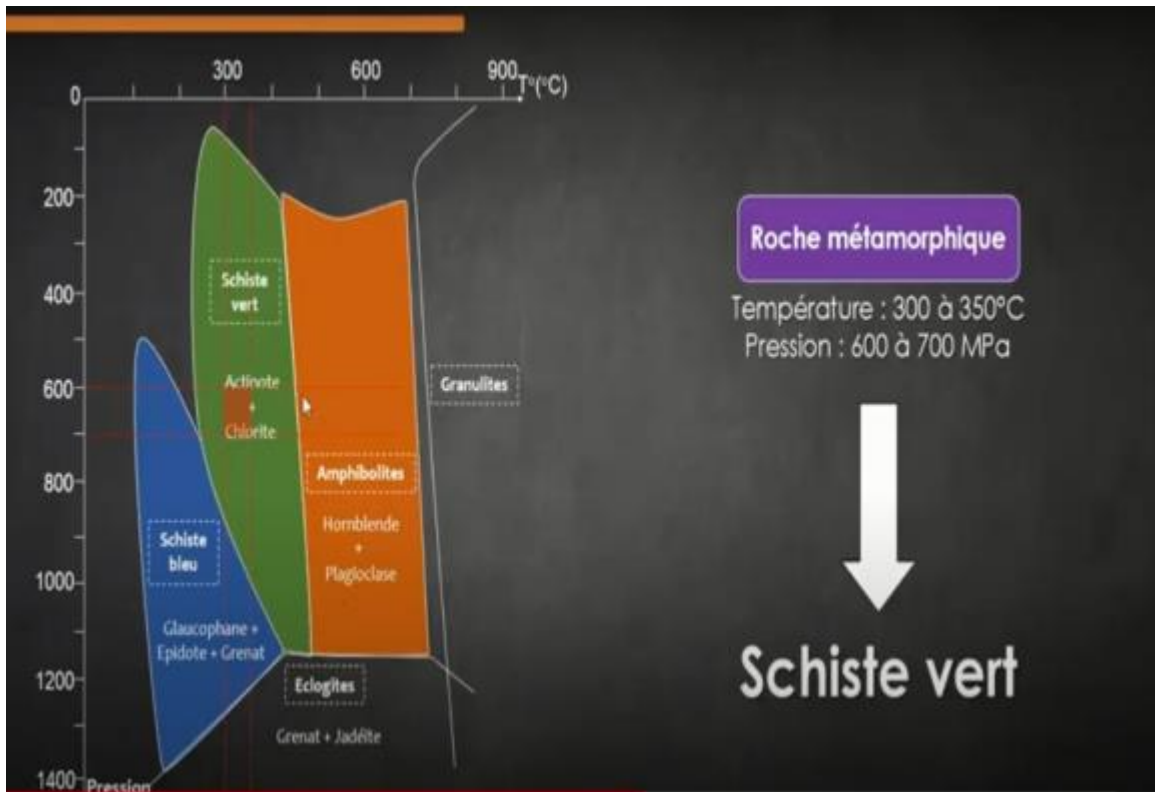 300
600
900
T°(°C)
0
200
400
600
800
1000
1200
1400
Schiste
vert
Actinote
+
Chlorite
Granulites
Amphibolites
Hornblende
+
Plagioclase
Schiste
bleu
Glaucophane +
Epidote + Grenat
Eclogites
Grenat + Jadéite
Pression
Roche métamorphique
Température : 300 à 350°C
Pression : 600 à 700 MPa
Schiste vert